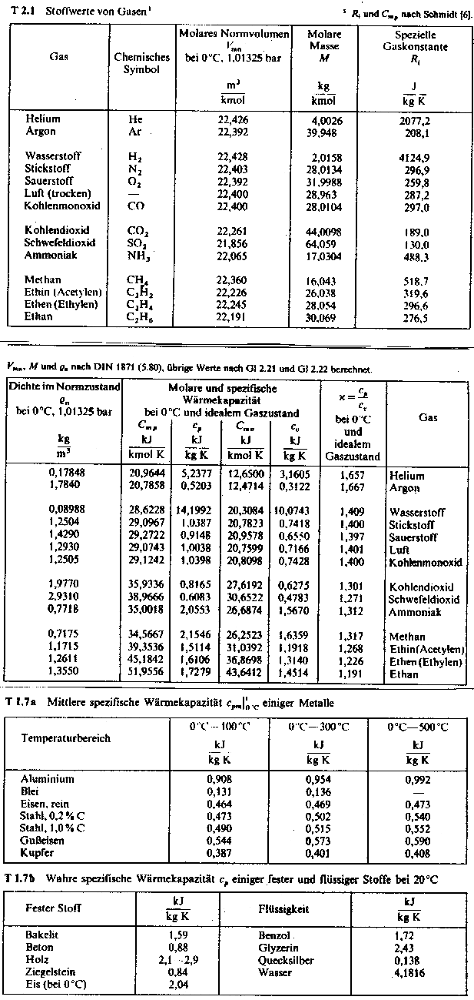 T 2.1 Stoffwerte von Gasen¹ ¹ Rᵢ und Cₘₚ nach Schmidt [6].
Gas Chemisches Symbol Molares Normvolumen Vₘₙ bei 0°C, 1,01325 bar Molare Masse M Spezielle Gaskonstante Rᵢ
m³/kmol kg/kmol J/kg K
Helium He 22,426 4,0026 2077,2
Argon Ar 22,392 39,948 208,1
Wasserstoff H₂ 22,428 2,0158 4124,9
Stickstoff N₂ 22,403 28,0134 296,9
Sauerstoff O₂ 22,392 31,9988 259,8
Luft (trocken) — 22,400 28,963 287,2
Kohlenmonoxid CO 22,400 28,0104 297,0
Kohlendioxid CO₂ 22,261 44,0098 189,0
Schwefeldioxid SO₂ 21,856 64,059 130,0
Ammoniak NH₃ 22,065 17,0304 488,3
Methan CH₄ 22,360 16,043 518,7
Ethin (Acetylen) C₂H₂ 22,226 26,038 319,6
Ethen (Ethylen) C₂H₄ 22,245 28,054 296,6
Ethan C₂H₆ 22,191 30,069 276,5
Vₘₙ, M und ϱₙ nach DIN 1871 (5.80), übrige Werte nach Gl 2.21 und Gl 2.22 berechnet.
Dichte im Normzustand ϱₙ bei 0°C, 1,01325 bar Molare und spezifische Wärmekapazität bei 0°C und idealem Gaszustand ϰ = cₚ/cᵥ bei 0°C und idealem Gaszustand Gas
Cₘₚ cₚ Cₘᵥ cᵥ
kg/m³ kJ/kmol K kJ/kg K kJ/kmol K kJ/kg K
0,17848 20,9644 5,2377 12,6500 3,1605 1,657 Helium
1,7840 20,7858 0,5203 12,4714 0,3122 1,667 Argon
0,08988 28,6228 14,1992 20,3084 10,0743 1,409 Wasserstoff
1,2504 29,0967 1,0387 20,7823 0,7418 1,400 Stickstoff
1,4290 29,2722 0,9148 20,9578 0,6550 1,397 Sauerstoff
1,2930 29,0743 1,0038 20,7599 0,7166 1,401 Luft
1,2505 29,1242 1,0398 20,8098 0,7428 1,400 Kohlenmonoxid
1,9770 35,9336 0,8165 27,6192 0,6275 1,301 Kohlendioxid
2,9310 38,9666 0,6083 30,6522 0,4783 1,271 Schwefeldioxid
0,7718 35,0018 2,0553 26,6874 1,5670 1,312 Ammoniak
0,7175 34,5667 2,1546 26,2523 1,6359 1,317 Methan
1,1715 39,3536 1,5114 31,0392 1,1918 1,268 Ethin(Acetylen)
1,2611 45,1842 1,6106 36,8698 1,3140 1,226 Ethen (Ethylen)
1,3550 51,9556 1,7279 43,6412 1,4514 1,191 Ethan
T 1.7a Mittlere spezifische Wärmekapazität cₚₘ|ᵗ₀°C einiger Metalle
Temperaturbereich 0°C – 100°C 0°C—300°C 0°C—500°C
kJ/kg K kJ/kg K kJ/kg K
Aluminium 0,908 0,954 0,992
Blei 0,131 0,136 —
Eisen, rein 0,464 0,469 0,473
Stahl, 0,2% C 0,473 0,502 0,540
Stahl, 1,0% C 0,490 0,515 0,552
Gußeisen 0,544 0,573 0,590
Kupfer 0,387 0,401 0,408
T 1.7b Wahre spezifische Wärmekapazität cₚ einiger fester und flüssiger Stoffe bei 20°C
Fester Stoff kJ/kg K Flüssigkeit kJ/kg K
Bakelit 1,59 Benzol 1,72
Beton 0,88 Glyzerin 2,43
Holz 2,1 - 2,9 Quecksilber 0,138
Ziegelstein 0,84 Wasser 4,1816
Eis (bei 0°C) 2,04